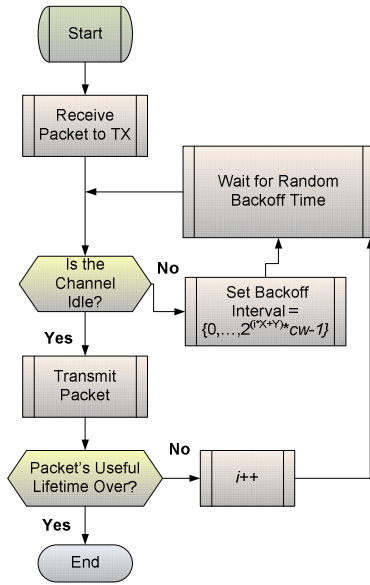 Start
Receive
Packet to TX
Wait for Random
Backoff Time
Is the
Channel
Idle?
No
Set Backoff
Interval =
{0,...,2^(i*X+Y)*cw-1}
Yes
Transmit
Packet
Packet's Useful
Lifetime Over?
No
i++
Yes
End